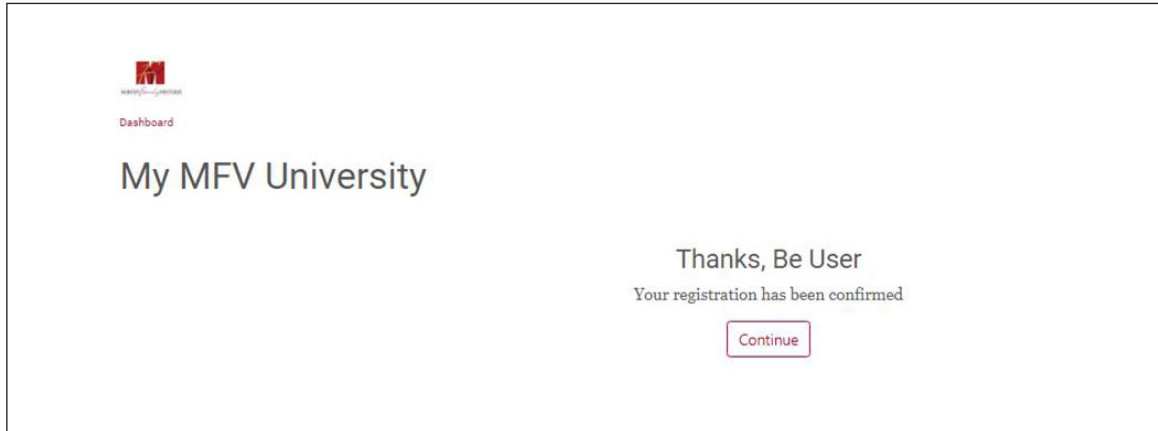 Dashboard
My MFV University
Thanks, Be User
Your registration has been confirmed
Continue